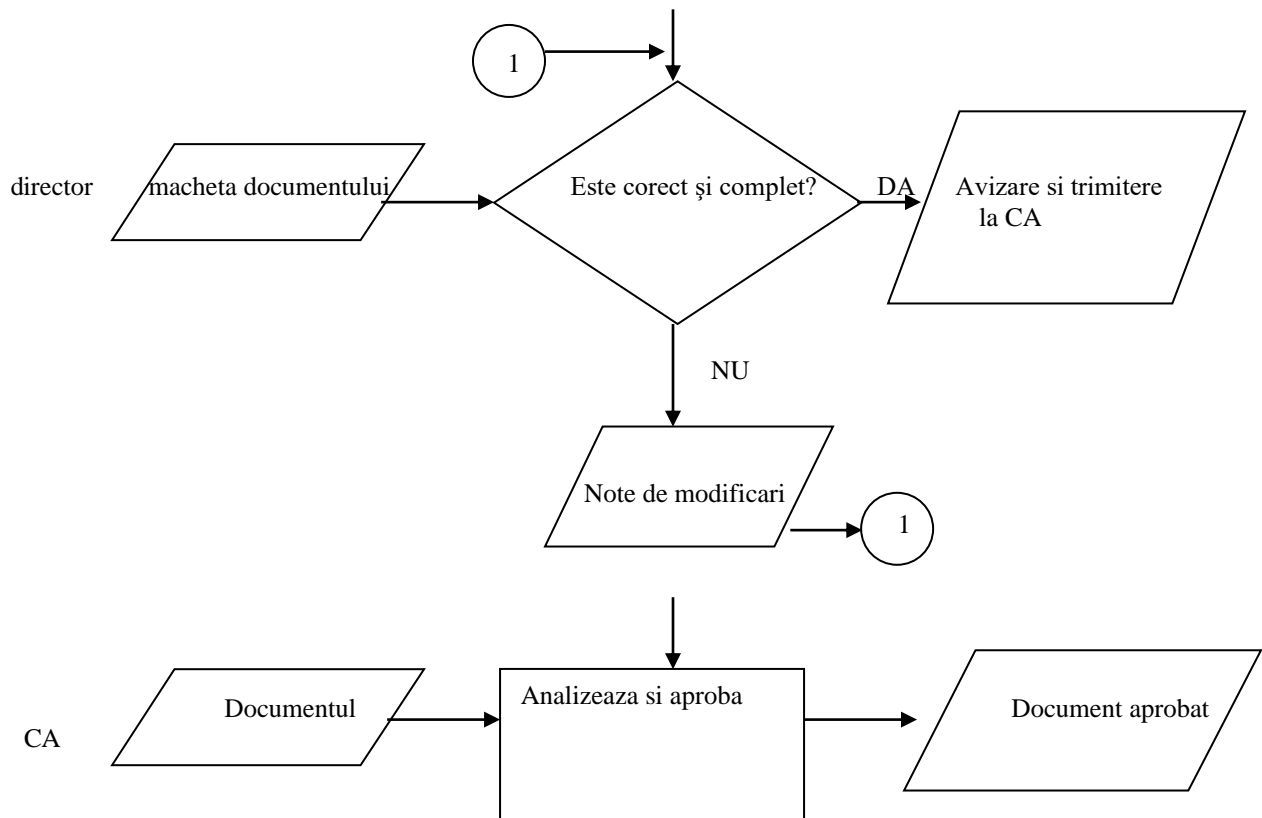 1
director
macheta documentului
Este corect şi complet?
DA
Avizare si trimitere
la CA
NU
Note de modificari
1
CA
Documentul
Analizeaza si aproba
Document aprobat